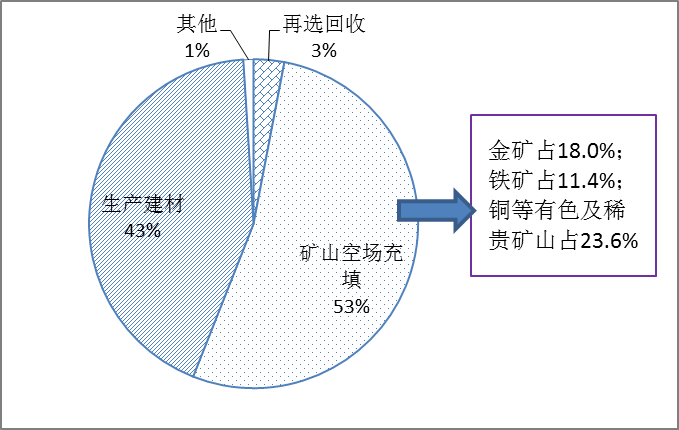 其他
1%
再选回收
3%
生产建材
43%
矿山空场充
填
53%
金矿占18.0%；
铁矿占11.4%；
铜等有色及稀
贵矿山占23.6%